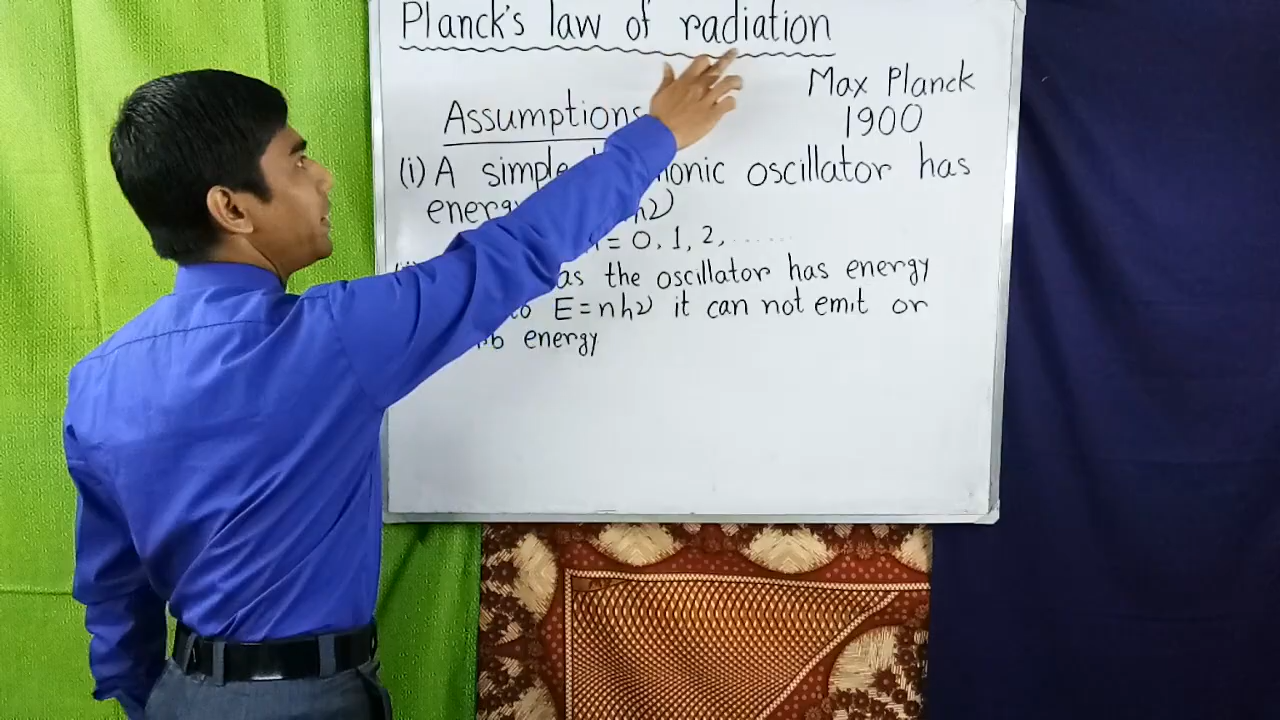 Planck's law of radiation
Max Planck
1900
Assumptions
(i) A simple oscillator has
hν
n = 0, 1, 2, ......
as the oscillator has energy
E = nhν it can not emit or
energy